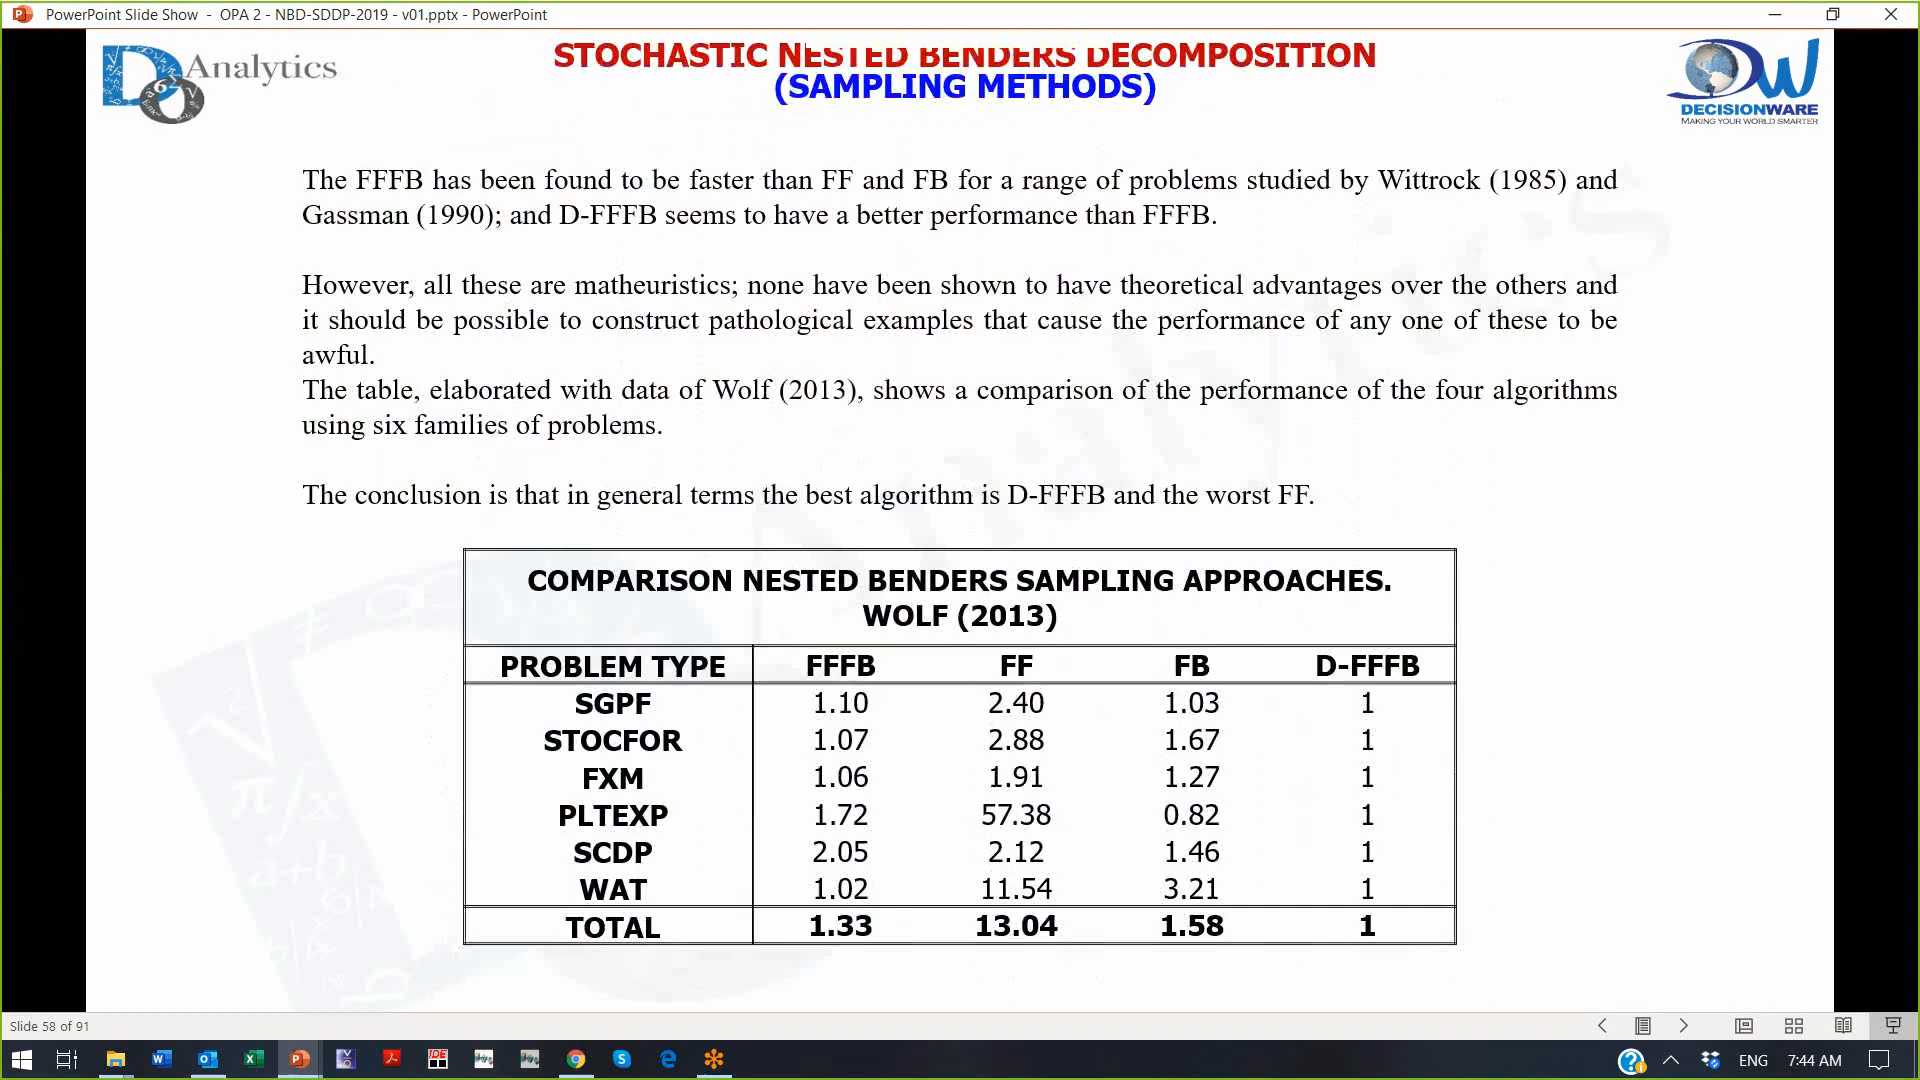 PowerPoint Slide Show - OPA 2 - NBD-SDDP-2019 - v01.pptx - PowerPoint
Analytics
STOCHASTIC NESTED BENDERS DECOMPOSITION
(SAMPLING METHODS)
DECISIONWARE
MAKING YOUR WORLD SMARTER
The FFFB has been found to be faster than FF and FB for a range of problems studied by Wittrock (1985) and
Gassman (1990); and D-FFFB seems to have a better performance than FFFB.
However, all these are matheuristics; none have been shown to have theoretical advantages over the others and
it should be possible to construct pathological examples that cause the performance of any one of these to be
awful.
The table, elaborated with data of Wolf (2013), shows a comparison of the performance of the four algorithms
using six families of problems.
The conclusion is that in general terms the best algorithm is D-FFFB and the worst FF.
COMPARISON NESTED BENDERS SAMPLING APPROACHES.
WOLF (2013)
PROBLEM TYPE FFFB FF FB D-FFFB
SGPF 1.10 2.40 1.03 1
STOCFOR 1.07 2.88 1.67 1
FXM 1.06 1.91 1.27 1
PLTEXP 1.72 57.38 0.82 1
SCDP 2.05 2.12 1.46 1
WAT 1.02 11.54 3.21 1
TOTAL 1.33 13.04 1.58 1
Analytics
Slide 58 of 91
ENG 7:44 AM